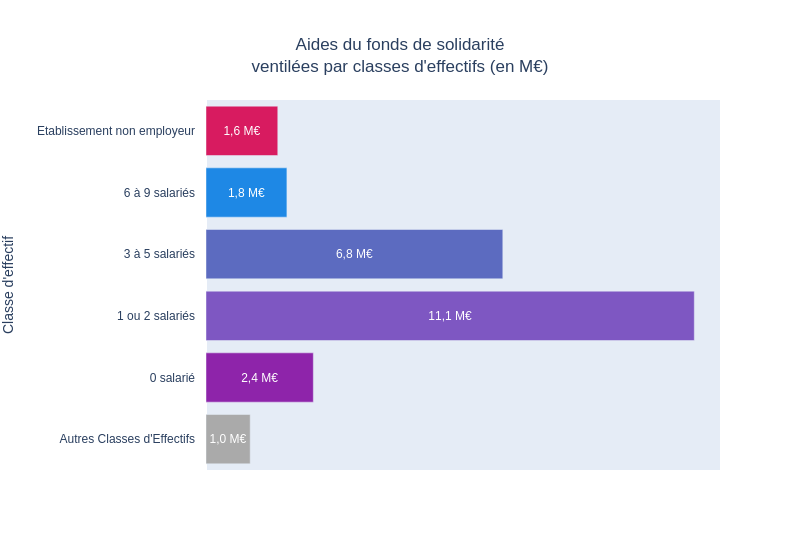 Aides du fonds de solidarité
ventilées par classes d'effectifs (en M€)
Classe d'effectif
Etablissement non employeur
1,6 M€
6 à 9 salariés
1,8 M€
3 à 5 salariés
6,8 M€
1 ou 2 salariés
11,1 M€
0 salarié
2,4 M€
Autres Classes d'Effectifs
1,0 M€